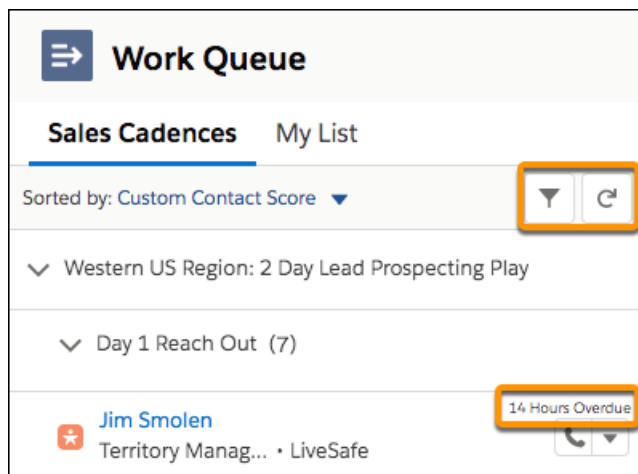 Work Queue
Sales Cadences My List
Sorted by: Custom Contact Score
Western US Region: 2 Day Lead Prospecting Play
Day 1 Reach Out (7)
14 Hours Overdue
Jim Smolen
Territory Manag... • LiveSafe